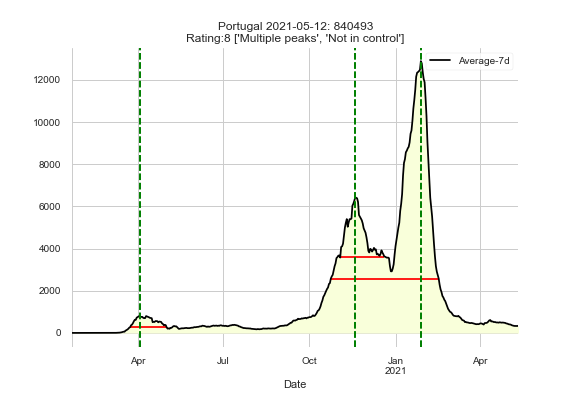 Portugal 2021-05-12: 840493
Rating:8 ['Multiple peaks', 'Not in control']
Average-7d
12000
10000
8000
6000
4000
2000
0
Apr Jul Oct Jan Apr
2021
Date